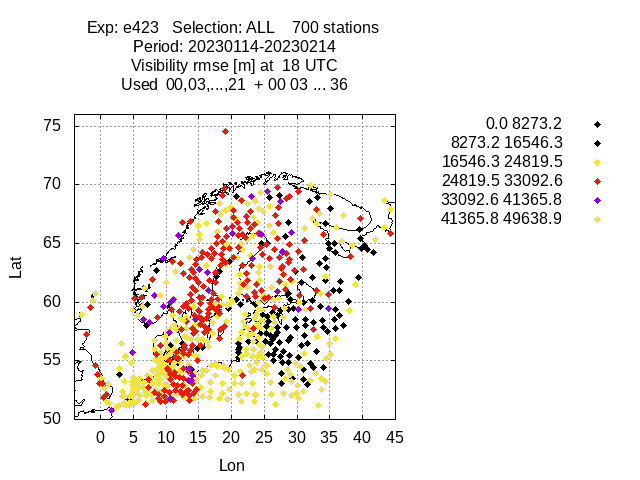 Exp: e423 Selection: ALL 700 stations
Period: 20230114-20230214
Visibility rmse [m] at 18 UTC
Used 00,03,...,21 + 00 03 ... 36
75
70
65
60
55
50
Lat
0 5 10 15 20 25 30 35 40 45
Lon
0.0 8273.2
8273.2 16546.3
16546.3 24819.5
24819.5 33092.6
33092.6 41365.8
41365.8 49638.9